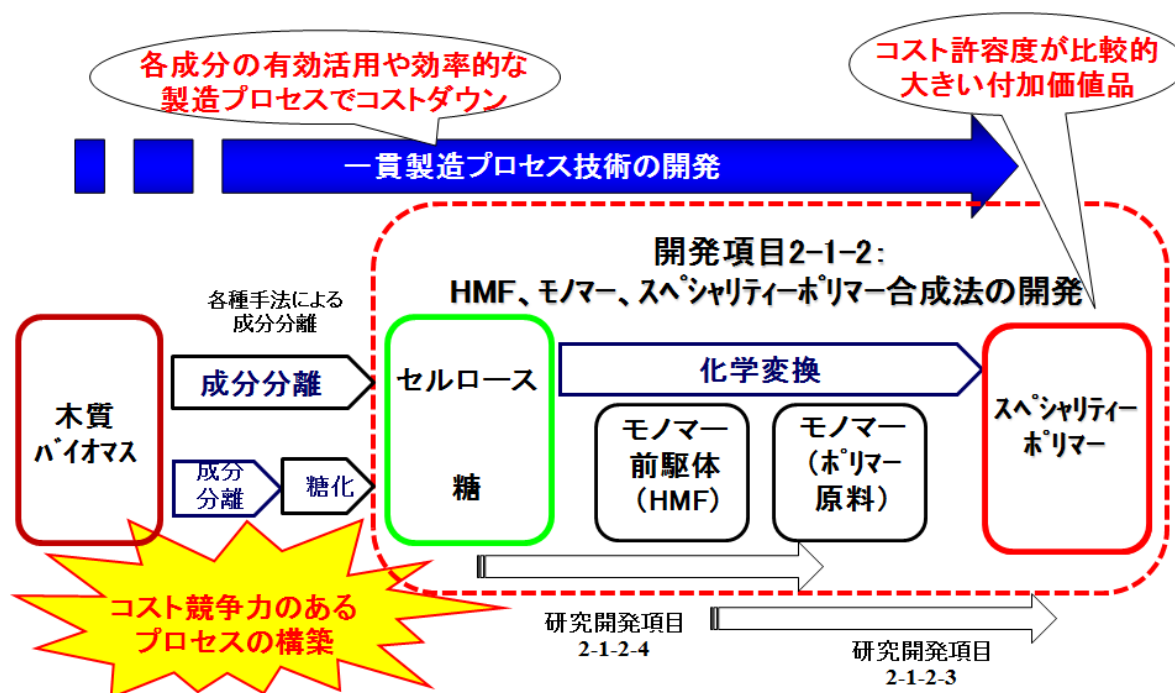 各成分の有効活用や効率的な
製造プロセスでコストダウン
コスト許容度が比較的
大きい付加価値品
一貫製造プロセス技術の開発
開発項目2-1-2:
HMF、モノマー、スペシャリティーポリマー合成法の開発
各種手法による
成分分離
木質
バイオマス
成分分離
成分
分離
糖化
セルロース
糖
化学変換
モノマー
前駆体
(HMF)
モノマー
(ポリマー
原料)
スペシャリティー
ポリマー
コスト競争力のある
プロセスの構築
研究開発項目
2-1-2-4
研究開発項目
2-1-2-3